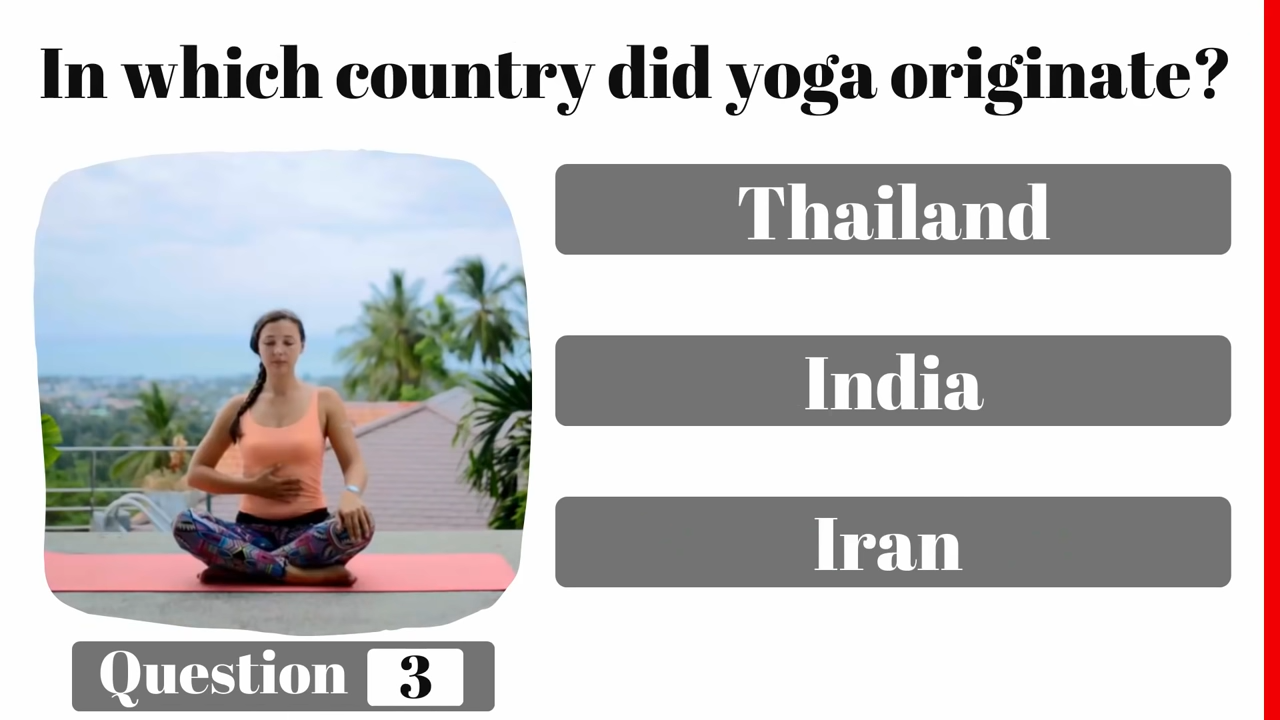 In which country did yoga originate?
Thailand
India
Iran
Question 3